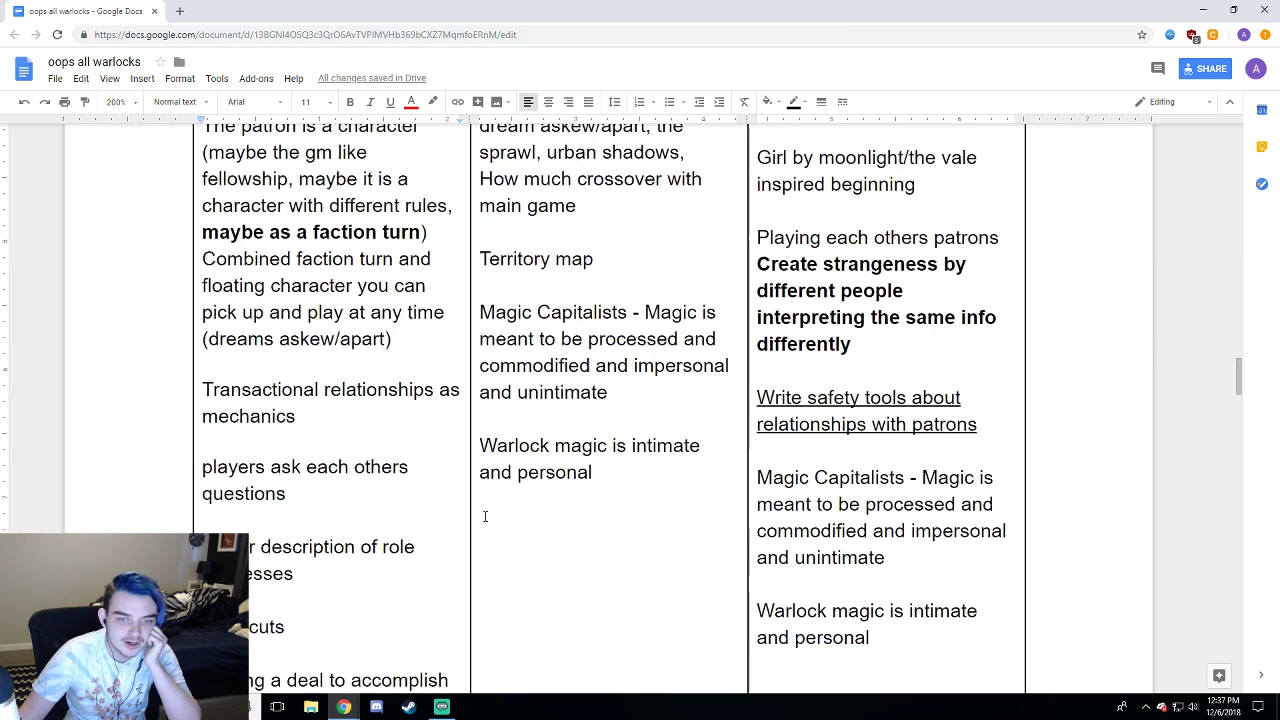 oops all warlocks - Google Docs
https://docs.google.com/document/d/13BGNI4OSQ3c3QrO6AvTVPIMVHb369bCXZ7MqmfoERnM/edit
oops all warlocks
SHARE
A
File Edit View Insert Format Tools Add-ons Help All changes saved in Drive
200% Normal text Arial 11 Editing
The patron is a character
(maybe the gm like
fellowship, maybe it is a
character with different rules,
maybe as a faction turn)
Combined faction turn and
floating character you can
pick up and play at any time
(dreams askew/apart)
Transactional relationships as
mechanics
players ask each others
questions
description of role
cuts
a deal to accomplish
dream askew/apart, the
sprawl, urban shadows,
How much crossover with
main game
Territory map
Magic Capitalists - Magic is
meant to be processed and
commodified and impersonal
and unintimate
Warlock magic is intimate
and personal
Girl by moonlight/the vale
inspired beginning
Playing each others patrons
Create strangeness by
different people
interpreting the same info
differently
Write safety tools about
relationships with patrons
Magic Capitalists - Magic is
meant to be processed and
commodified and impersonal
and unintimate
Warlock magic is intimate
and personal
12:37 PM
12/6/2018